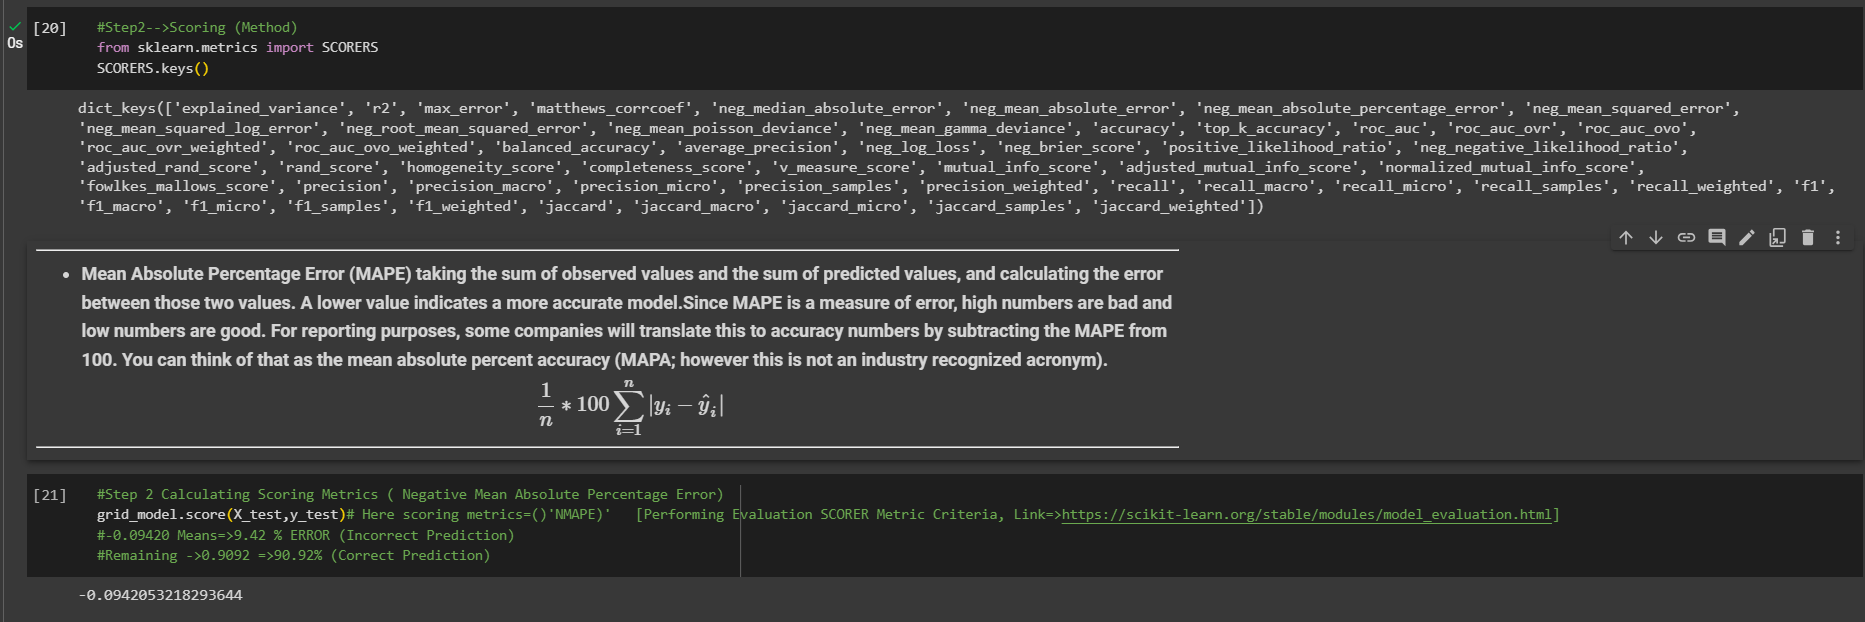 [20] #Step2-->Scoring (Method)
0s from sklearn.metrics import SCORERS
SCORERS.keys()
dict_keys(['explained_variance', 'r2', 'max_error', 'matthews_corrcoef', 'neg_median_absolute_error', 'neg_mean_absolute_error', 'neg_mean_absolute_percentage_error', 'neg_mean_squared_error',
'neg_mean_squared_log_error', 'neg_root_mean_squared_error', 'neg_mean_poisson_deviance', 'neg_mean_gamma_deviance', 'accuracy', 'top_k_accuracy', 'roc_auc', 'roc_auc_ovr', 'roc_auc_ovo',
'roc_auc_ovr_weighted', 'roc_auc_ovo_weighted', 'balanced_accuracy', 'average_precision', 'neg_log_loss', 'neg_brier_score', 'positive_likelihood_ratio', 'neg_negative_likelihood_ratio',
'adjusted_rand_score', 'rand_score', 'homogeneity_score', 'completeness_score', 'v_measure_score', 'mutual_info_score', 'adjusted_mutual_info_score', 'normalized_mutual_info_score',
'fowlkes_mallows_score', 'precision', 'precision_macro', 'precision_micro', 'precision_samples', 'precision_weighted', 'recall', 'recall_macro', 'recall_micro', 'recall_samples', 'recall_weighted', 'f1',
'f1_macro', 'f1_micro', 'f1_samples', 'f1_weighted', 'jaccard', 'jaccard_macro', 'jaccard_micro', 'jaccard_samples', 'jaccard_weighted'])
• Mean Absolute Percentage Error (MAPE) taking the sum of observed values and the sum of predicted values, and calculating the error
between those two values. A lower value indicates a more accurate model.Since MAPE is a measure of error, high numbers are bad and
low numbers are good. For reporting purposes, some companies will translate this to accuracy numbers by subtracting the MAPE from
100. You can think of that as the mean absolute percent accuracy (MAPA; however this is not an industry recognized acronym).
\frac{1}{n} * 100 \sum_{i=1}^{n} |y_i - \hat{y}_i|
[21] #Step 2 Calculating Scoring Metrics ( Negative Mean Absolute Percentage Error)
grid_model.score(X_test,y_test)# Here scoring metrics=()'NMAPE)' [Performing Evaluation SCORER Metric Criteria, Link=>https://scikit-learn.org/stable/modules/model_evaluation.html]
#-0.09420 Means=>9.42 % ERROR (Incorrect Prediction)
#Remaining ->0.9092 =>90.92% (Correct Prediction)
-0.0942053218293644